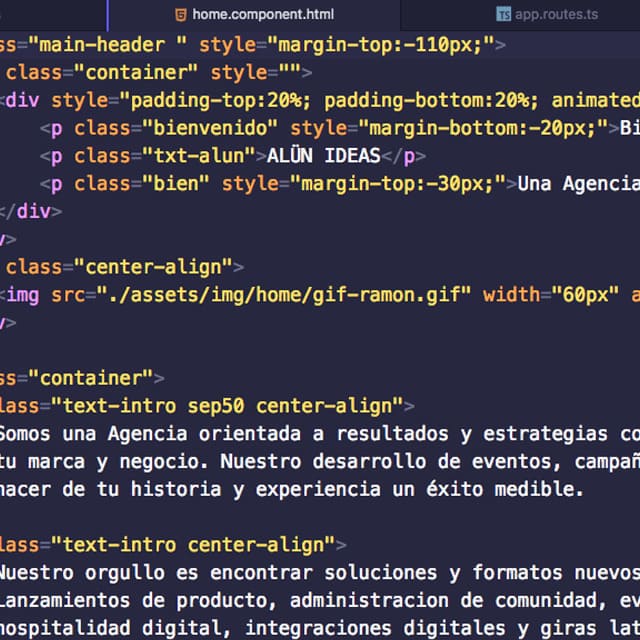 home.component.html
TS app.routes.ts
ss="main-header " style="margin-top:-110px;">
class="container" style="">
<div style="padding-top:20%; padding-bottom:20%; animated
<p class="bienvenido" style="margin-bottom:-20px;">Bi
<p class="txt-alun">ALÜN IDEAS</p>
<p class="bien" style="margin-top:-30px;">Una Agencia
</div>
v>
class="center-align">
<img src="./assets/img/home/gif-ramon.gif" width="60px" a
v>
ss="container">
lass="text-intro sep50 center-align">
Somos una Agencia orientada a resultados y estrategias co
tu marca y negocio. Nuestro desarrollo de eventos, campañ
hacer de tu historia y experiencia un éxito medible.
lass="text-intro center-align">
Nuestro orgullo es encontrar soluciones y formatos nuevos
Lanzamientos de producto, administracion de comunidad, ev
hospitalidad digital, integraciones digitales y giras lat